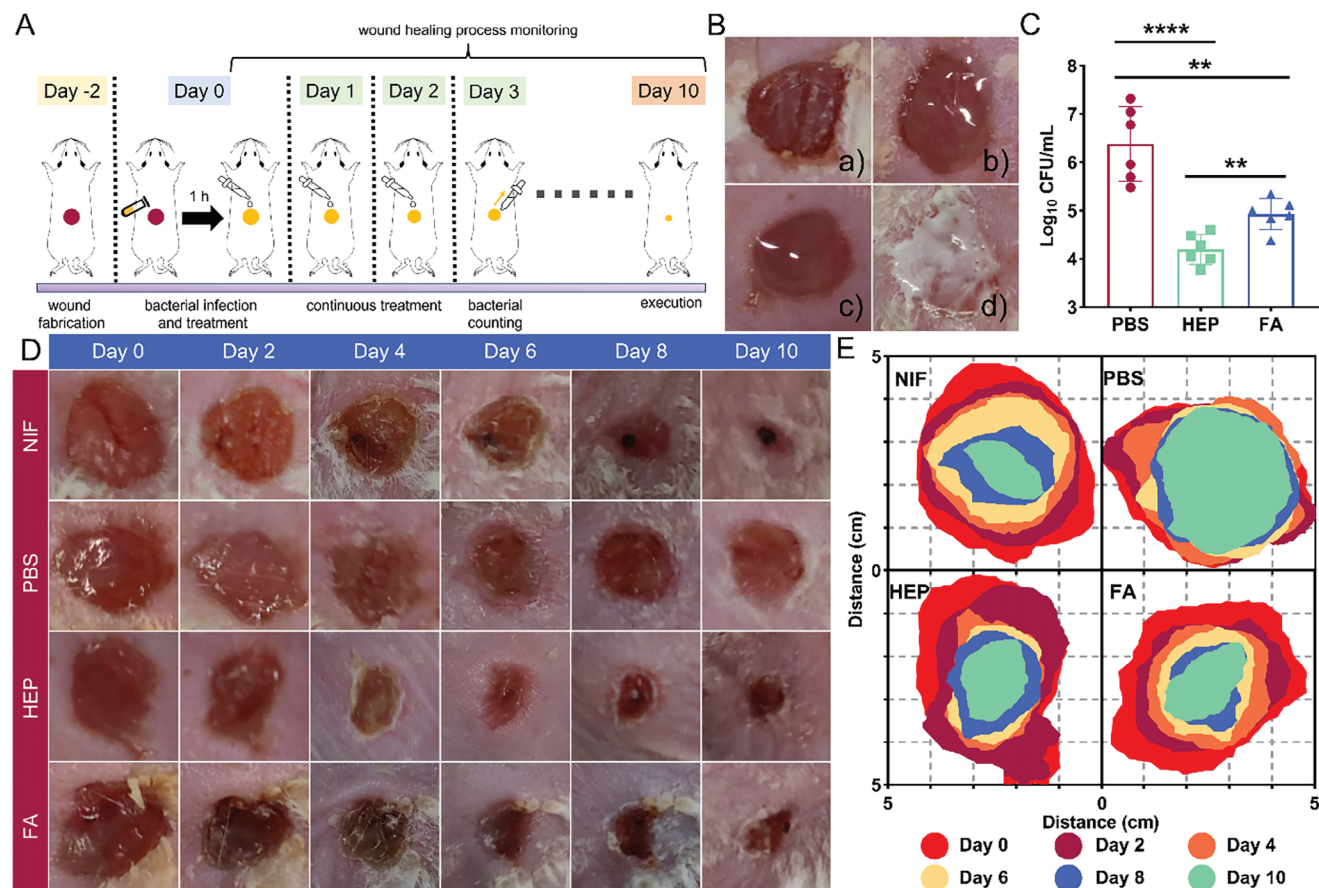 A
wound healing process monitoring
Day -2
Day 0
Day 1
Day 2
Day 3
Day 10
1 h
wound
fabrication
bacterial infection
and treatment
continuous treatment
bacterial
counting
execution
B
a)
b)
c)
d)
C
****
**
**
Log10 CFU/mL
8
7
6
5
4
3
PBS
HEP
FA
D
Day 0
Day 2
Day 4
Day 6
Day 8
Day 10
NIF
PBS
HEP
FA
E
5
NIF
PBS
0
HEP
FA
5
Distance (cm)
5
0
5
Distance (cm)
Day 0
Day 2
Day 4
Day 6
Day 8
Day 10